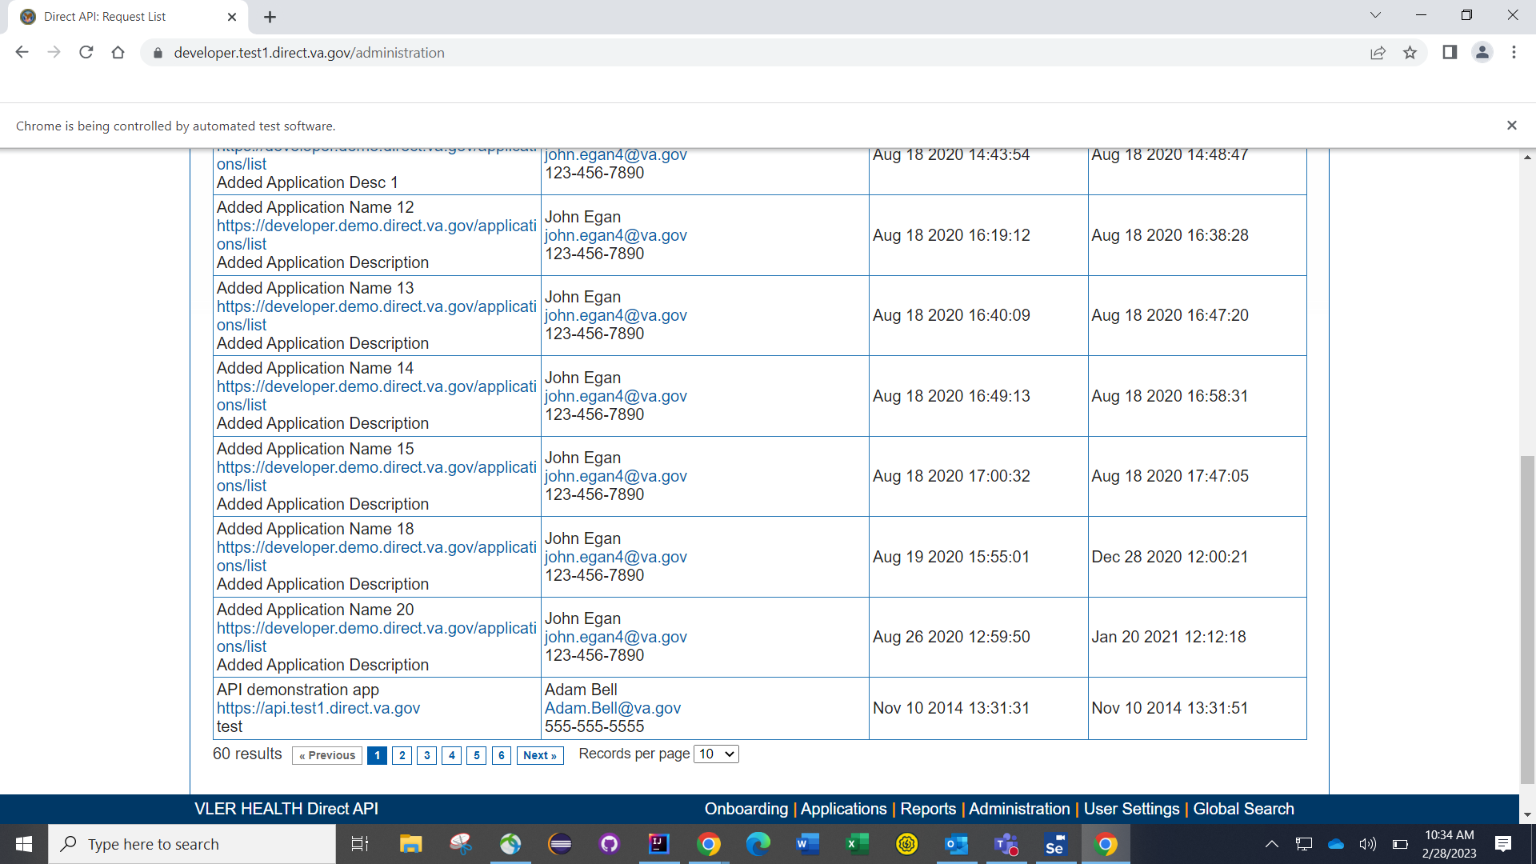 Direct API: Request List
developer.test1.direct.va.gov/administration
Chrome is being controlled by automated test software.
https://developer.demo.direct.va.gov/applicati
ons/list
Added Application Desc 1
john.egan4@va.gov
123-456-7890
Aug 18 2020 14:43:54
Aug 18 2020 14:48:47
Added Application Name 12
https://developer.demo.direct.va.gov/applicati
ons/list
Added Application Description
John Egan
john.egan4@va.gov
123-456-7890
Aug 18 2020 16:19:12
Aug 18 2020 16:38:28
Added Application Name 13
https://developer.demo.direct.va.gov/applicati
ons/list
Added Application Description
John Egan
john.egan4@va.gov
123-456-7890
Aug 18 2020 16:40:09
Aug 18 2020 16:47:20
Added Application Name 14
https://developer.demo.direct.va.gov/applicati
ons/list
Added Application Description
John Egan
john.egan4@va.gov
123-456-7890
Aug 18 2020 16:49:13
Aug 18 2020 16:58:31
Added Application Name 15
https://developer.demo.direct.va.gov/applicati
ons/list
Added Application Description
John Egan
john.egan4@va.gov
123-456-7890
Aug 18 2020 17:00:32
Aug 18 2020 17:47:05
Added Application Name 18
https://developer.demo.direct.va.gov/applicati
ons/list
Added Application Description
John Egan
john.egan4@va.gov
123-456-7890
Aug 19 2020 15:55:01
Dec 28 2020 12:00:21
Added Application Name 20
https://developer.demo.direct.va.gov/applicati
ons/list
Added Application Description
John Egan
john.egan4@va.gov
123-456-7890
Aug 26 2020 12:59:50
Jan 20 2021 12:12:18
API demonstration app
https://api.test1.direct.va.gov
test
Adam Bell
Adam.Bell@va.gov
555-555-5555
Nov 10 2014 13:31:31
Nov 10 2014 13:31:51
60 results « Previous 1 2 3 4 5 6 Next » Records per page 10
VLER HEALTH Direct API Onboarding | Applications | Reports | Administration | User Settings | Global Search
Type here to search
10:34 AM
2/28/2023